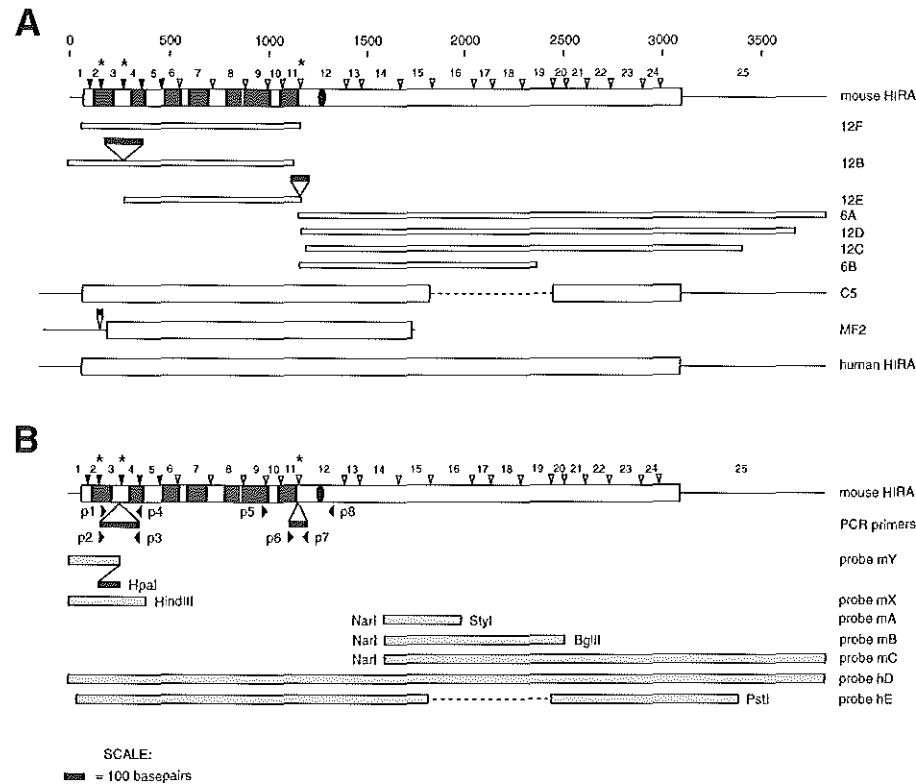 A
0 500 1000 1500 2000 2500 3000 3500
* * *
1 2 3 4 5 6 7 8 9 10 11 12 13 14 15 16 17 18 19 20 21 22 23 24 25
mouse HIRA
12F
12B
12E
6A
12D
12C
6B
C5
MF2
human HIRA
B
* * *
1 2 3 4 5 6 7 8 9 10 11 12 13 14 15 16 17 18 19 20 21 22 23 24 25
mouse HIRA
p1 p4 p5 p8
PCR primers
p2 p3 p6 p7
probe mY
HpaI
HindIII probe mX
NarI StyI probe mA
NarI BglII probe mB
NarI probe mC
probe hD
probe hE
PstI
SCALE:
= 100 basepairs